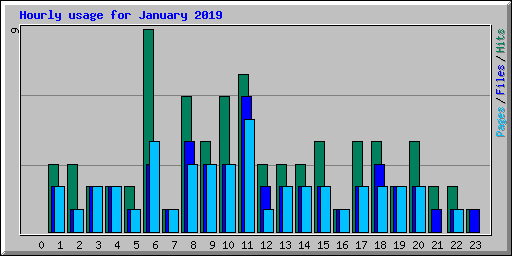 Hourly usage for January 2019
9
Pages / Files / Hits
0 1 2 3 4 5 6 7 8 9 10 11 12 13 14 15 16 17 18 19 20 21 22 23